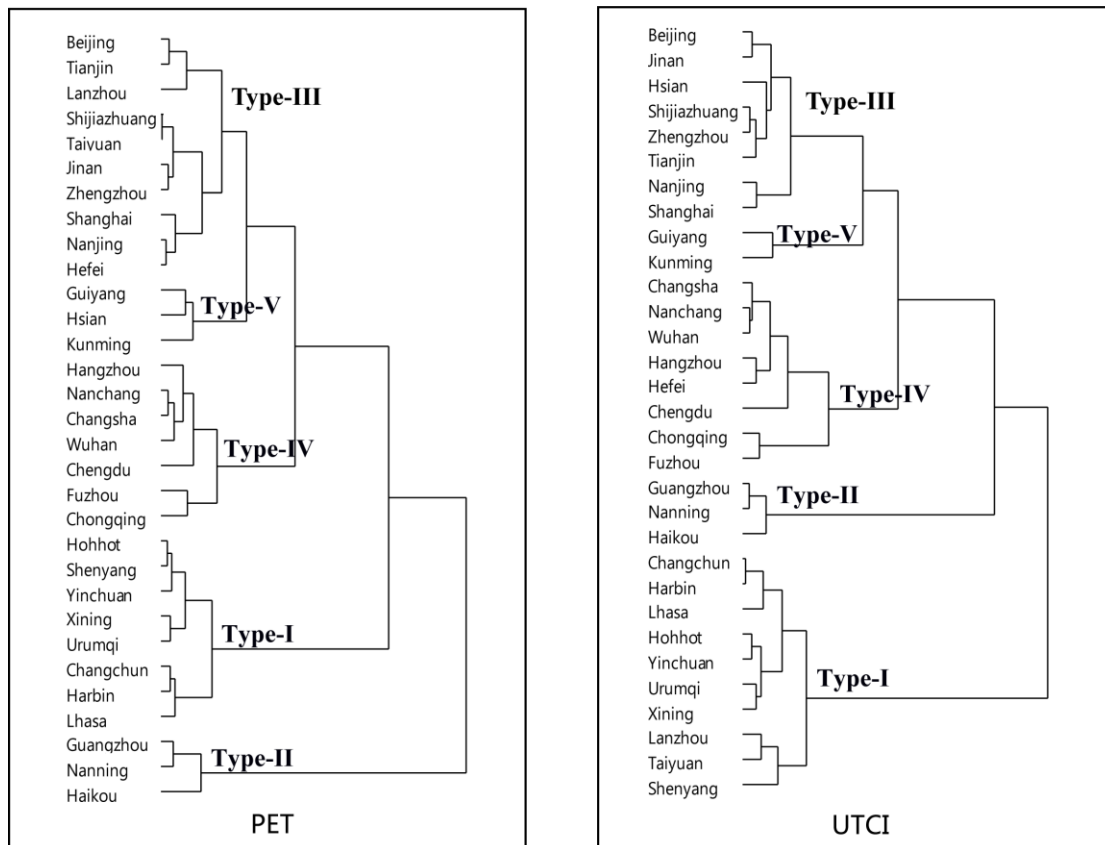 Beijing
Tianjin
Lanzhou
Type-III
Shijiazhuang
Taivuan
Jinan
Zhengzhou
Shanghai
Nanjing
Hefei
Guiyang
Type-V
Hsian
Kunming
Hangzhou
Nanchang
Changsha
Wuhan
Type-IV
Chengdu
Fuzhou
Chongqing
Hohhot
Shenyang
Yinchuan
Xining
Type-I
Urumqi
Changchun
Harbin
Lhasa
Guangzhou
Type-II
Nanning
Haikou
PET
Beijing
Jinan
Hsian
Type-III
Shijiazhuang
Zhengzhou
Tianjin
Nanjing
Shanghai
Guiyang
Type-V
Kunming
Changsha
Nanchang
Wuhan
Hangzhou
Hefei
Type-IV
Chengdu
Chongqing
Fuzhou
Guangzhou
Type-II
Nanning
Haikou
Changchun
Harbin
Lhasa
Hohhot
Yinchuan
Type-I
Urumqi
Xining
Lanzhou
Taiyuan
Shenyang
UTCI